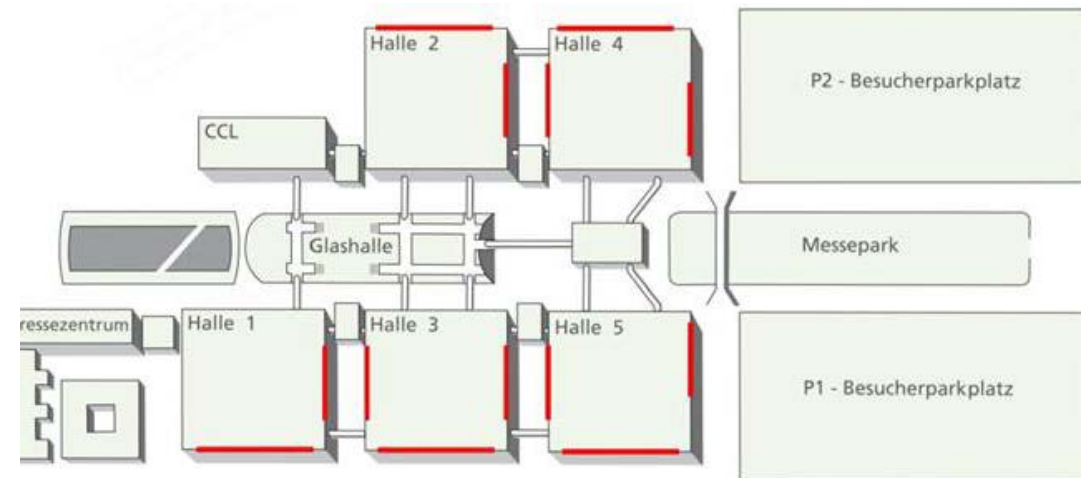 Halle 2
Halle 4
P2 - Besucherparkplatz
CCL
Glashalle
Messepark
ressezentrum
Halle 1
Halle 3
Halle 5
P1 - Besucherparkplatz